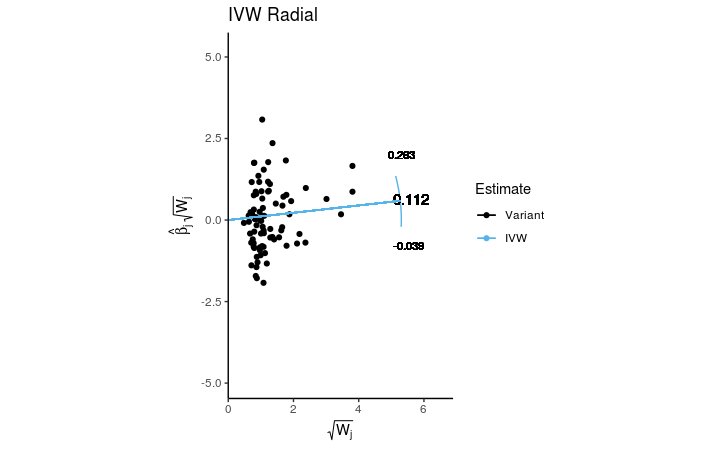 IVW Radial
5.0
2.5
0.0
-2.5
-5.0
β̂j√Wj
0.263
0.112
-0.039
0
2
4
6
√Wj
Estimate
Variant
IVW